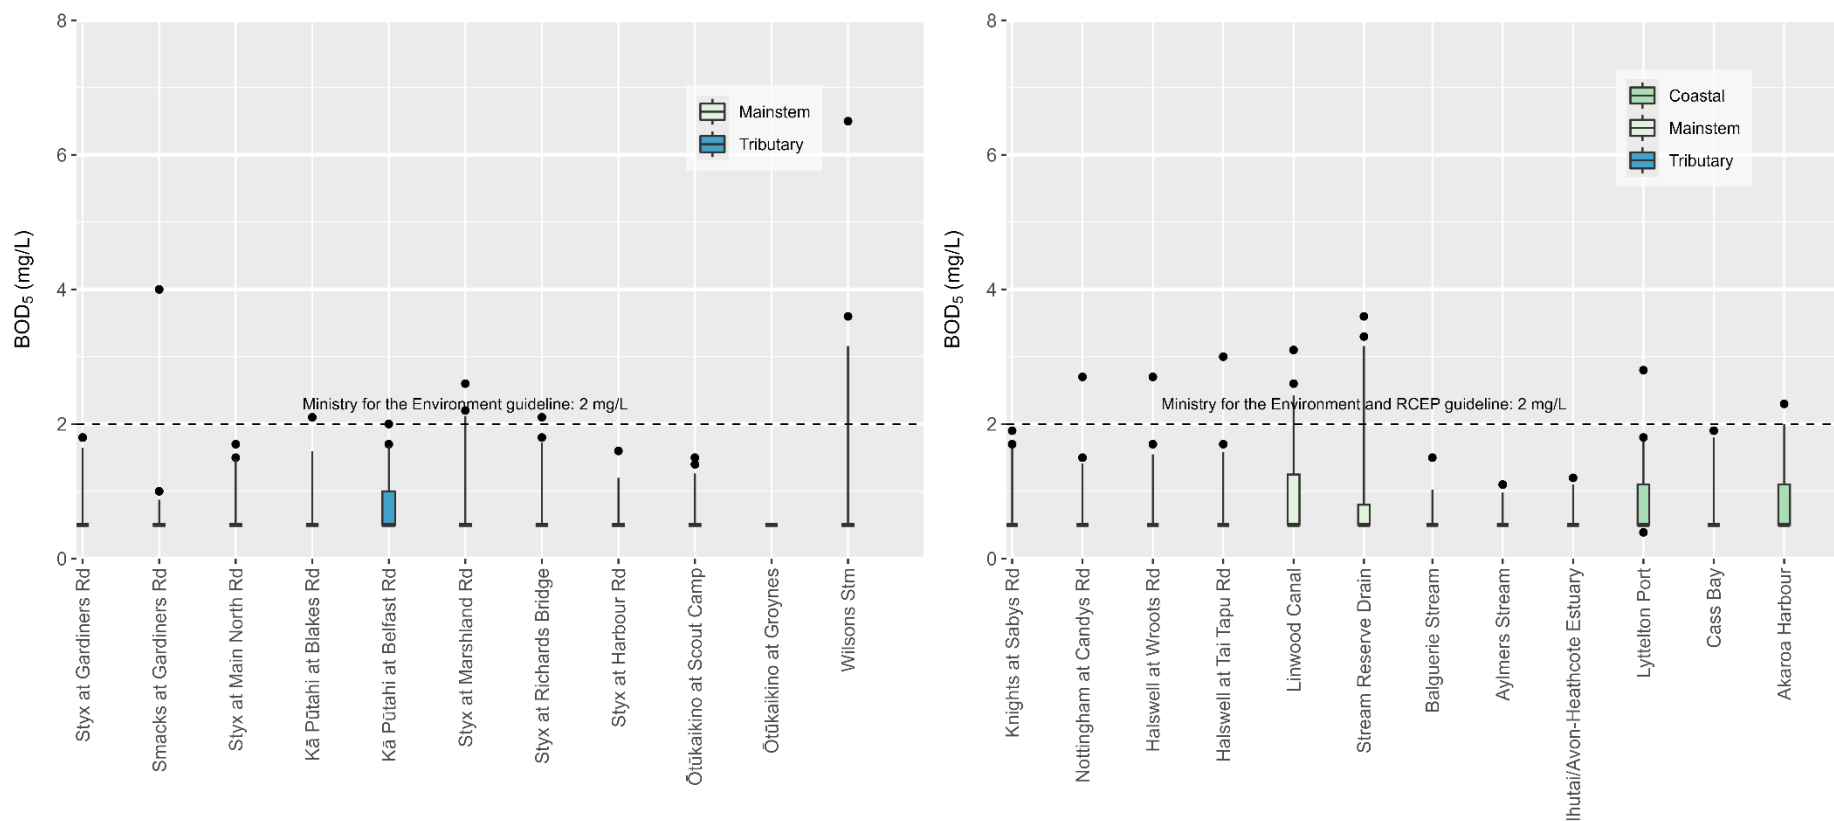 8
6
4
2
0
BOD5 (mg/L)
Mainstem
Tributary
Ministry for the Environment guideline: 2 mg/L
Styx at Gardiners Rd
Smacks at Gardiners Rd
Styx at Main North Rd
Kā Pūtahi at Blakes Rd
Kā Pūtahi at Belfast Rd
Styx at Marshland Rd
Styx at Richards Bridge
Styx at Harbour Rd
Ōtūkaikino at Scout Camp
Ōtūkaikino at Groynes
Wilsons Stm
8
6
4
2
0
BOD5 (mg/L)
Coastal
Mainstem
Tributary
Ministry for the Environment and RCEP guideline: 2 mg/L
Knights at Sabys Rd
Nottingham at Candys Rd
Halswell at Wroots Rd
Halswell at Tai Tapu Rd
Linwood Canal
Stream Reserve Drain
Balguerie Stream
Aylmers Stream
Ihutai/Avon-Heathcote Estuary
Lyttelton Port
Cass Bay
Akaroa Harbour